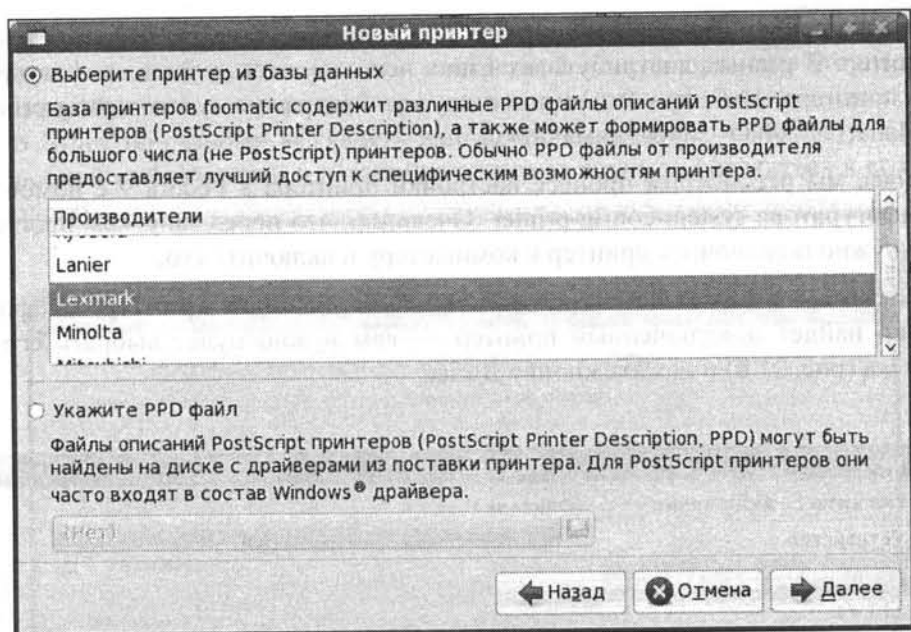 Новый принтер
Выберите принтер из базы данных
База принтеров foomatic содержит различные PPD файлы описаний PostScript
принтеров (PostScript Printer Description), а также может формировать PPD файлы для
большого числа (не PostScript) принтеров. Обычно PPD файлы от производителя
предоставляет лучший доступ к специфическим возможностям принтера.
Производители
Lanier
Lexmark
Minolta
Укажите PPD файл
Файлы описаний PostScript принтеров (PostScript Printer Description, PPD) могут быть
найдены на диске с драйверами из поставки принтера. Для PostScript принтеров они
часто входят в состав Windows® драйвера.
(Нет)
Назад
Отмена
Далее